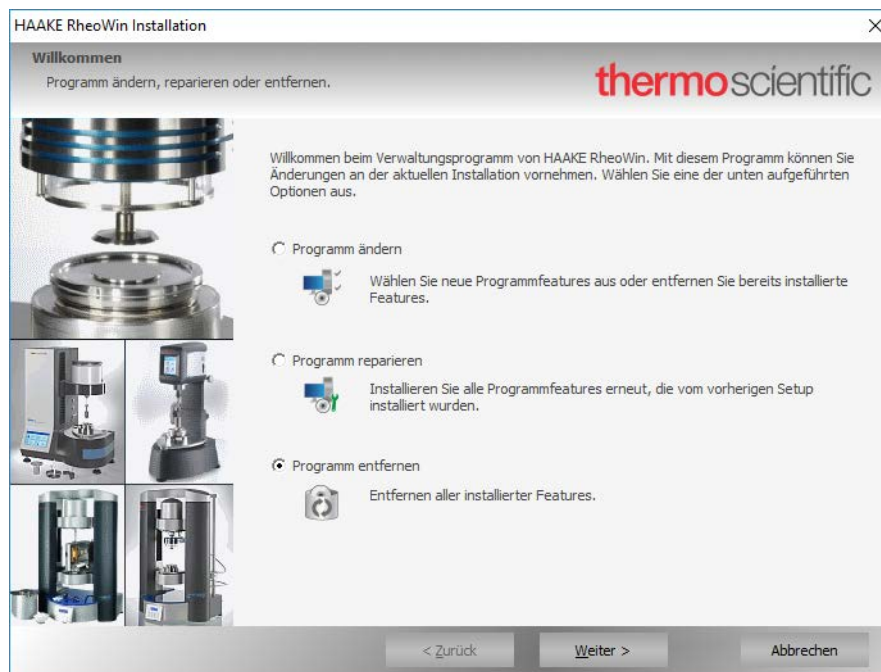 HAAKE RheoWin Installation
Willkommen
Programm ändern, reparieren oder entfernen.
thermoscientific
Willkommen beim Verwaltungsprogramm von HAAKE RheoWin. Mit diesem Programm können Sie
Änderungen an der aktuellen Installation vornehmen. Wählen Sie eine der unten aufgeführten
Optionen aus.
Programm ändern
Wählen Sie neue Programmfeatures aus oder entfernen Sie bereits installierte
Features.
Programm reparieren
Installieren Sie alle Programmfeatures erneut, die vom vorherigen Setup
installiert wurden.
Programm entfernen
Entfernen aller installierter Features.
< Zurück
Weiter >
Abbrechen